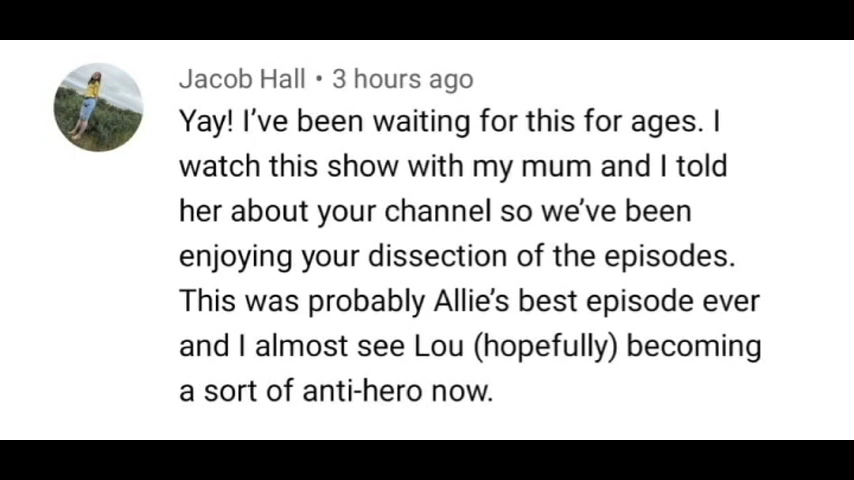 Jacob Hall • 3 hours ago
Yay! I’ve been waiting for this for ages. I
watch this show with my mum and I told
her about your channel so we’ve been
enjoying your dissection of the episodes.
This was probably Allie’s best episode ever
and I almost see Lou (hopefully) becoming
a sort of anti-hero now.